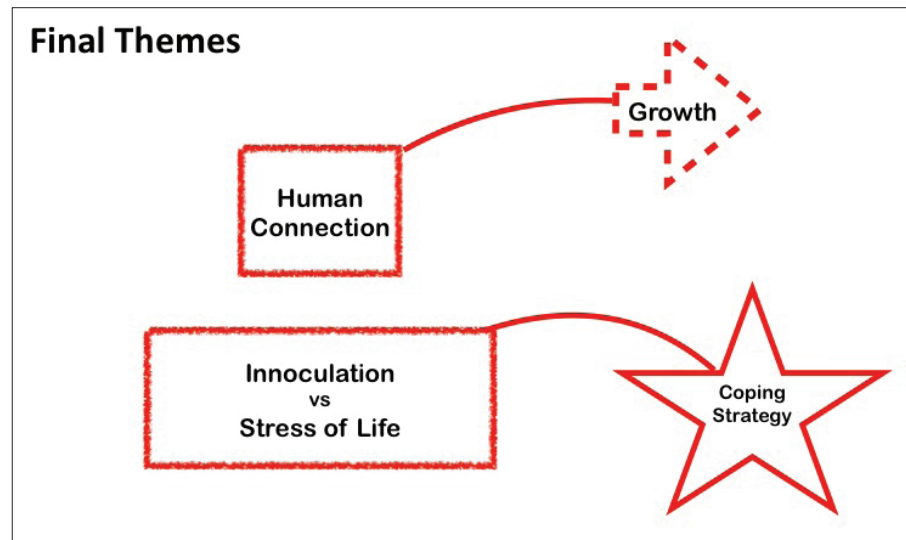 Final Themes
Growth
Human
Connection
Innoculation
vs
Stress of Life
Coping
Strategy